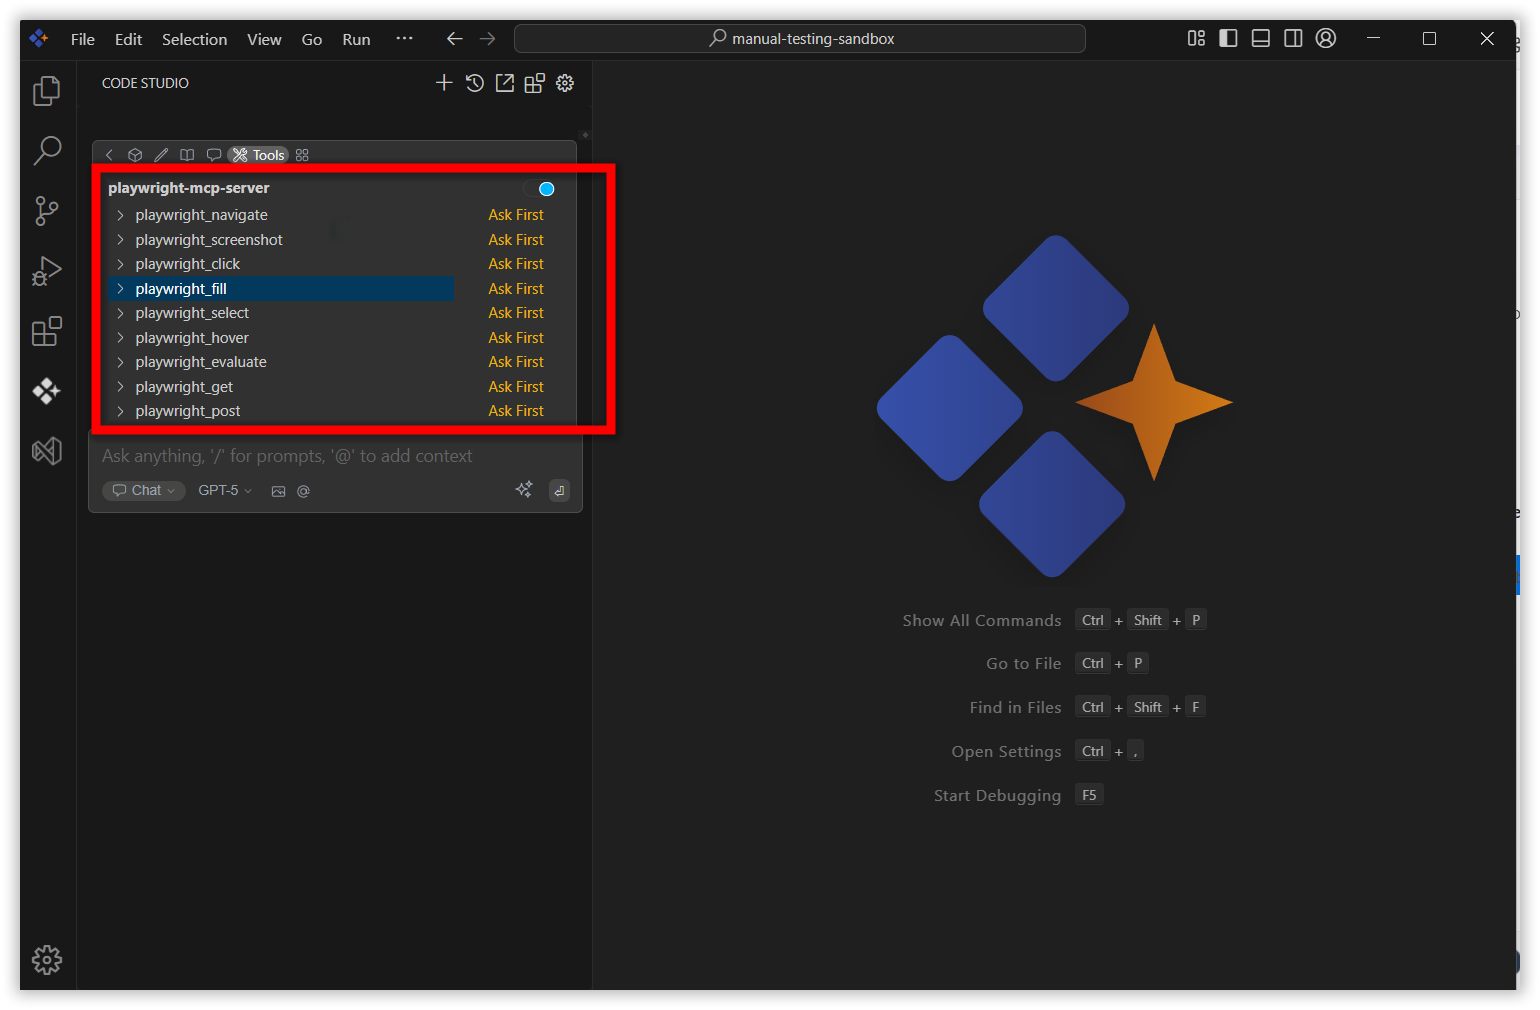 File Edit Selection View Go Run ··· manual-testing-sandbox
CODE STUDIO
Tools
playwright-mcp-server
playwright_navigate Ask First
playwright_screenshot Ask First
playwright_click Ask First
playwright_fill Ask First
playwright_select Ask First
playwright_hover Ask First
playwright_evaluate Ask First
playwright_get Ask First
playwright_post Ask First
Ask anything, '/' for prompts, '@' to add context
Chat GPT-5 @
Show All Commands Ctrl + Shift + P
Go to File Ctrl + P
Find in Files Ctrl + Shift + F
Open Settings Ctrl + ,
Start Debugging F5